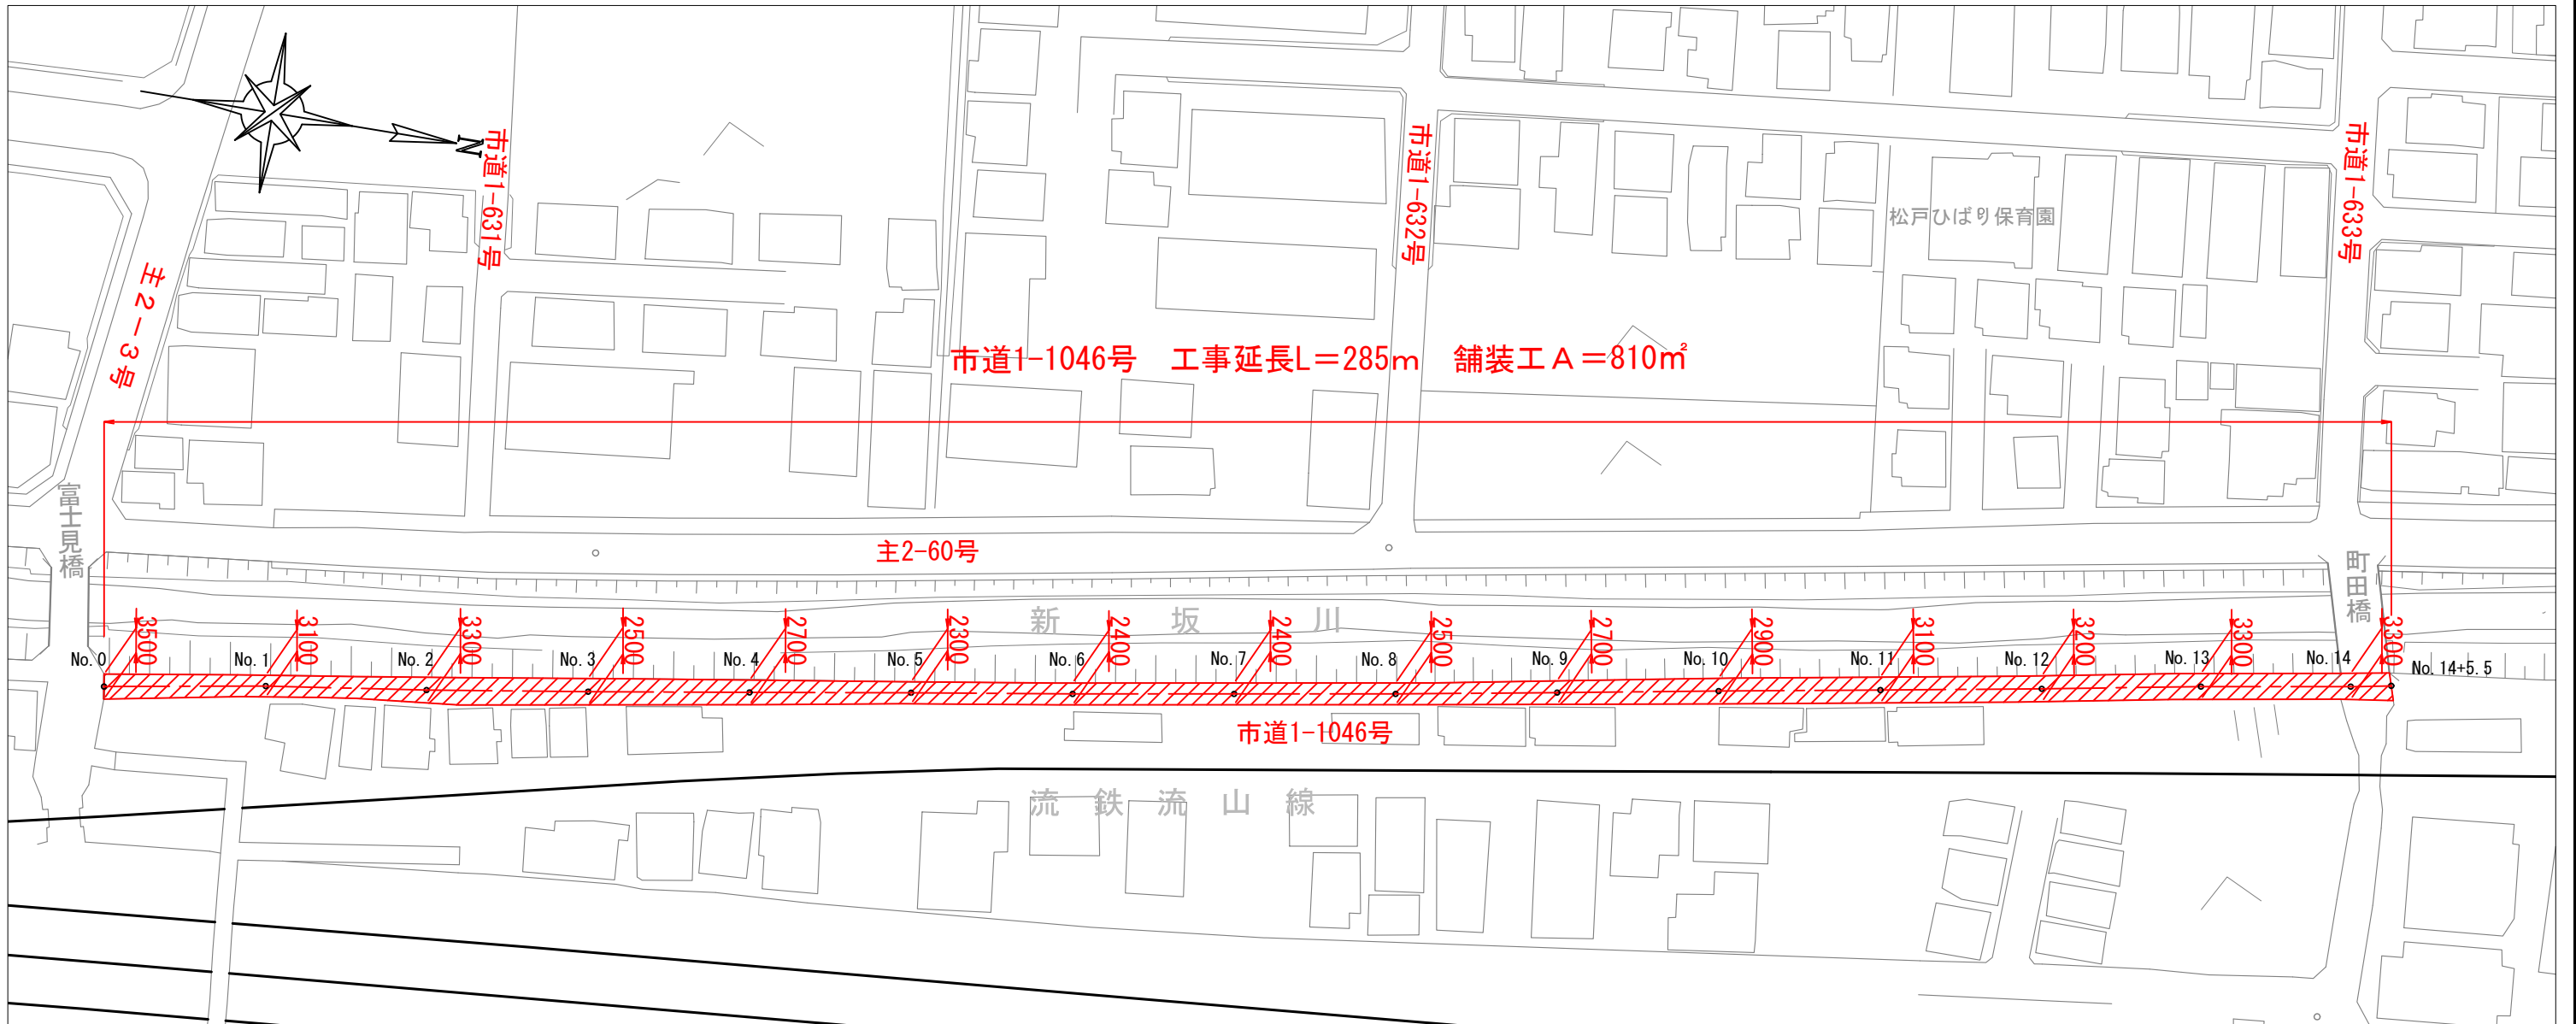 N
市道1-631号
市道1-632号
市道1-633号
松戸ひばり保育園
主2-3号
市道1-1046号　工事延長L=285m　舗装工A=810㎡
富士見橋
主2-60号
町田橋
新坂川
3500
3100
3300
2500
2700
2300
2400
2400
2500
2700
2900
3100
3200
3300
3300
No.0
No.1
No.2
No.3
No.4
No.5
No.6
No.7
No.8
No.9
No.10
No.11
No.12
No.13
No.14
No.14+5.5
市道1-1046号
流鉄流山線